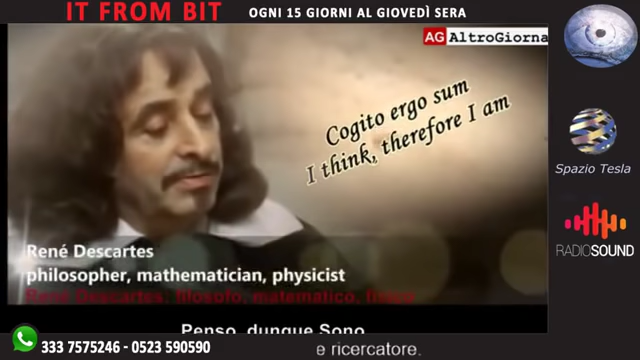 IT FROM BIT
OGNI 15 GIORNI AL GIOVEDÌ SERA
AG AltroGiorna
Cogito ergo sum
I think, therefore I am
Spazio Tesla
RADIOSOUND
René Descartes
philosopher, mathematician, physicist
René Descartes, filosofo, matematico, fisico
Penso, dunque Sono
333 7575246 - 0523 590590
e ricercatore.